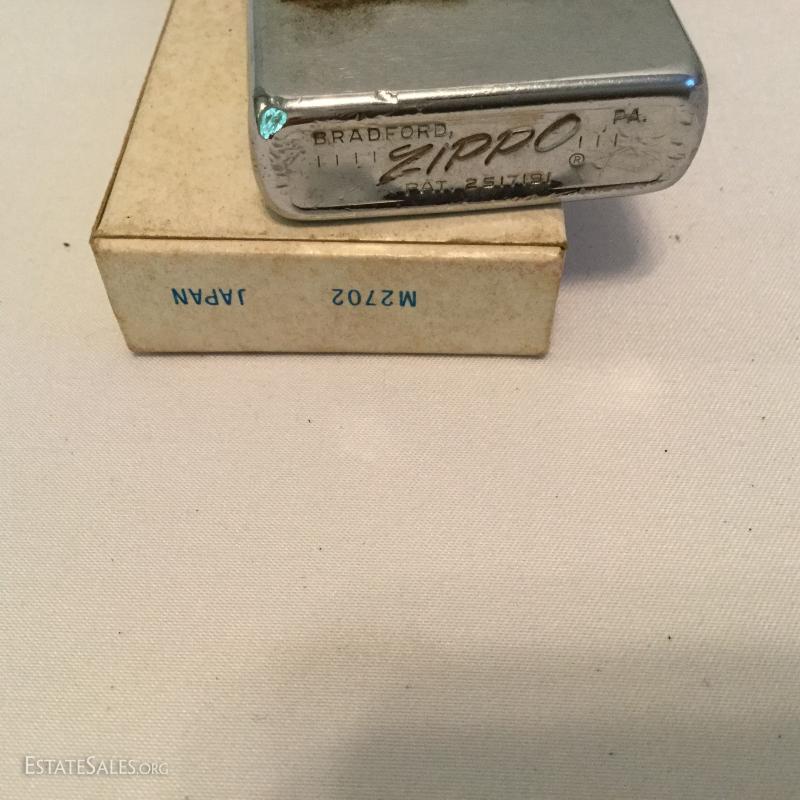 BRADFORD, ZIPPO PA.
|||| ® |||
PAT. 2517191
M2702 JAPAN
ESTATESALES.ORG